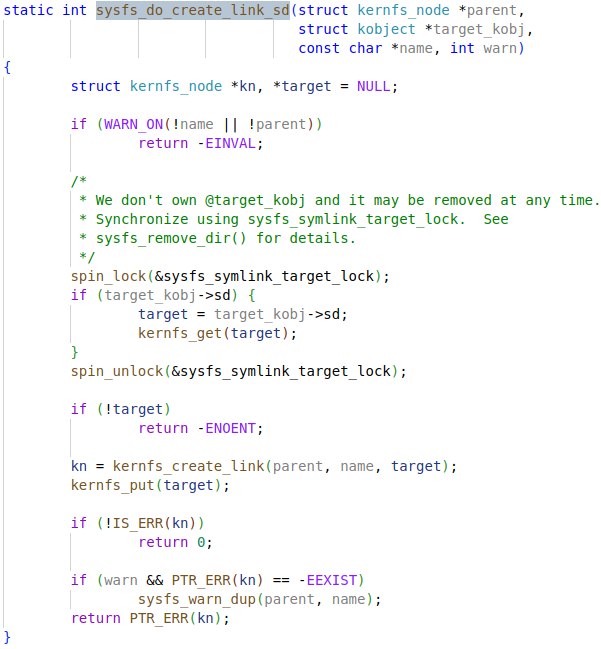 static int sysfs_do_create_link_sd(struct kernfs_node *parent,
                                   struct kobject *target_kobj,
                                   const char *name, int warn)
{
        struct kernfs_node *kn, *target = NULL;

        if (WARN_ON(!name || !parent))
                return -EINVAL;

        /*
         * We don't own @target_kobj and it may be removed at any time.
         * Synchronize using sysfs_symlink_target_lock.  See
         * sysfs_remove_dir() for details.
         */
        spin_lock(&sysfs_symlink_target_lock);
        if (target_kobj->sd) {
                target = target_kobj->sd;
                kernfs_get(target);
        }
        spin_unlock(&sysfs_symlink_target_lock);

        if (!target)
                return -ENOENT;

        kn = kernfs_create_link(parent, name, target);
        kernfs_put(target);

        if (!IS_ERR(kn))
                return 0;

        if (warn && PTR_ERR(kn) == -EEXIST)
                sysfs_warn_dup(parent, name);
        return PTR_ERR(kn);
}